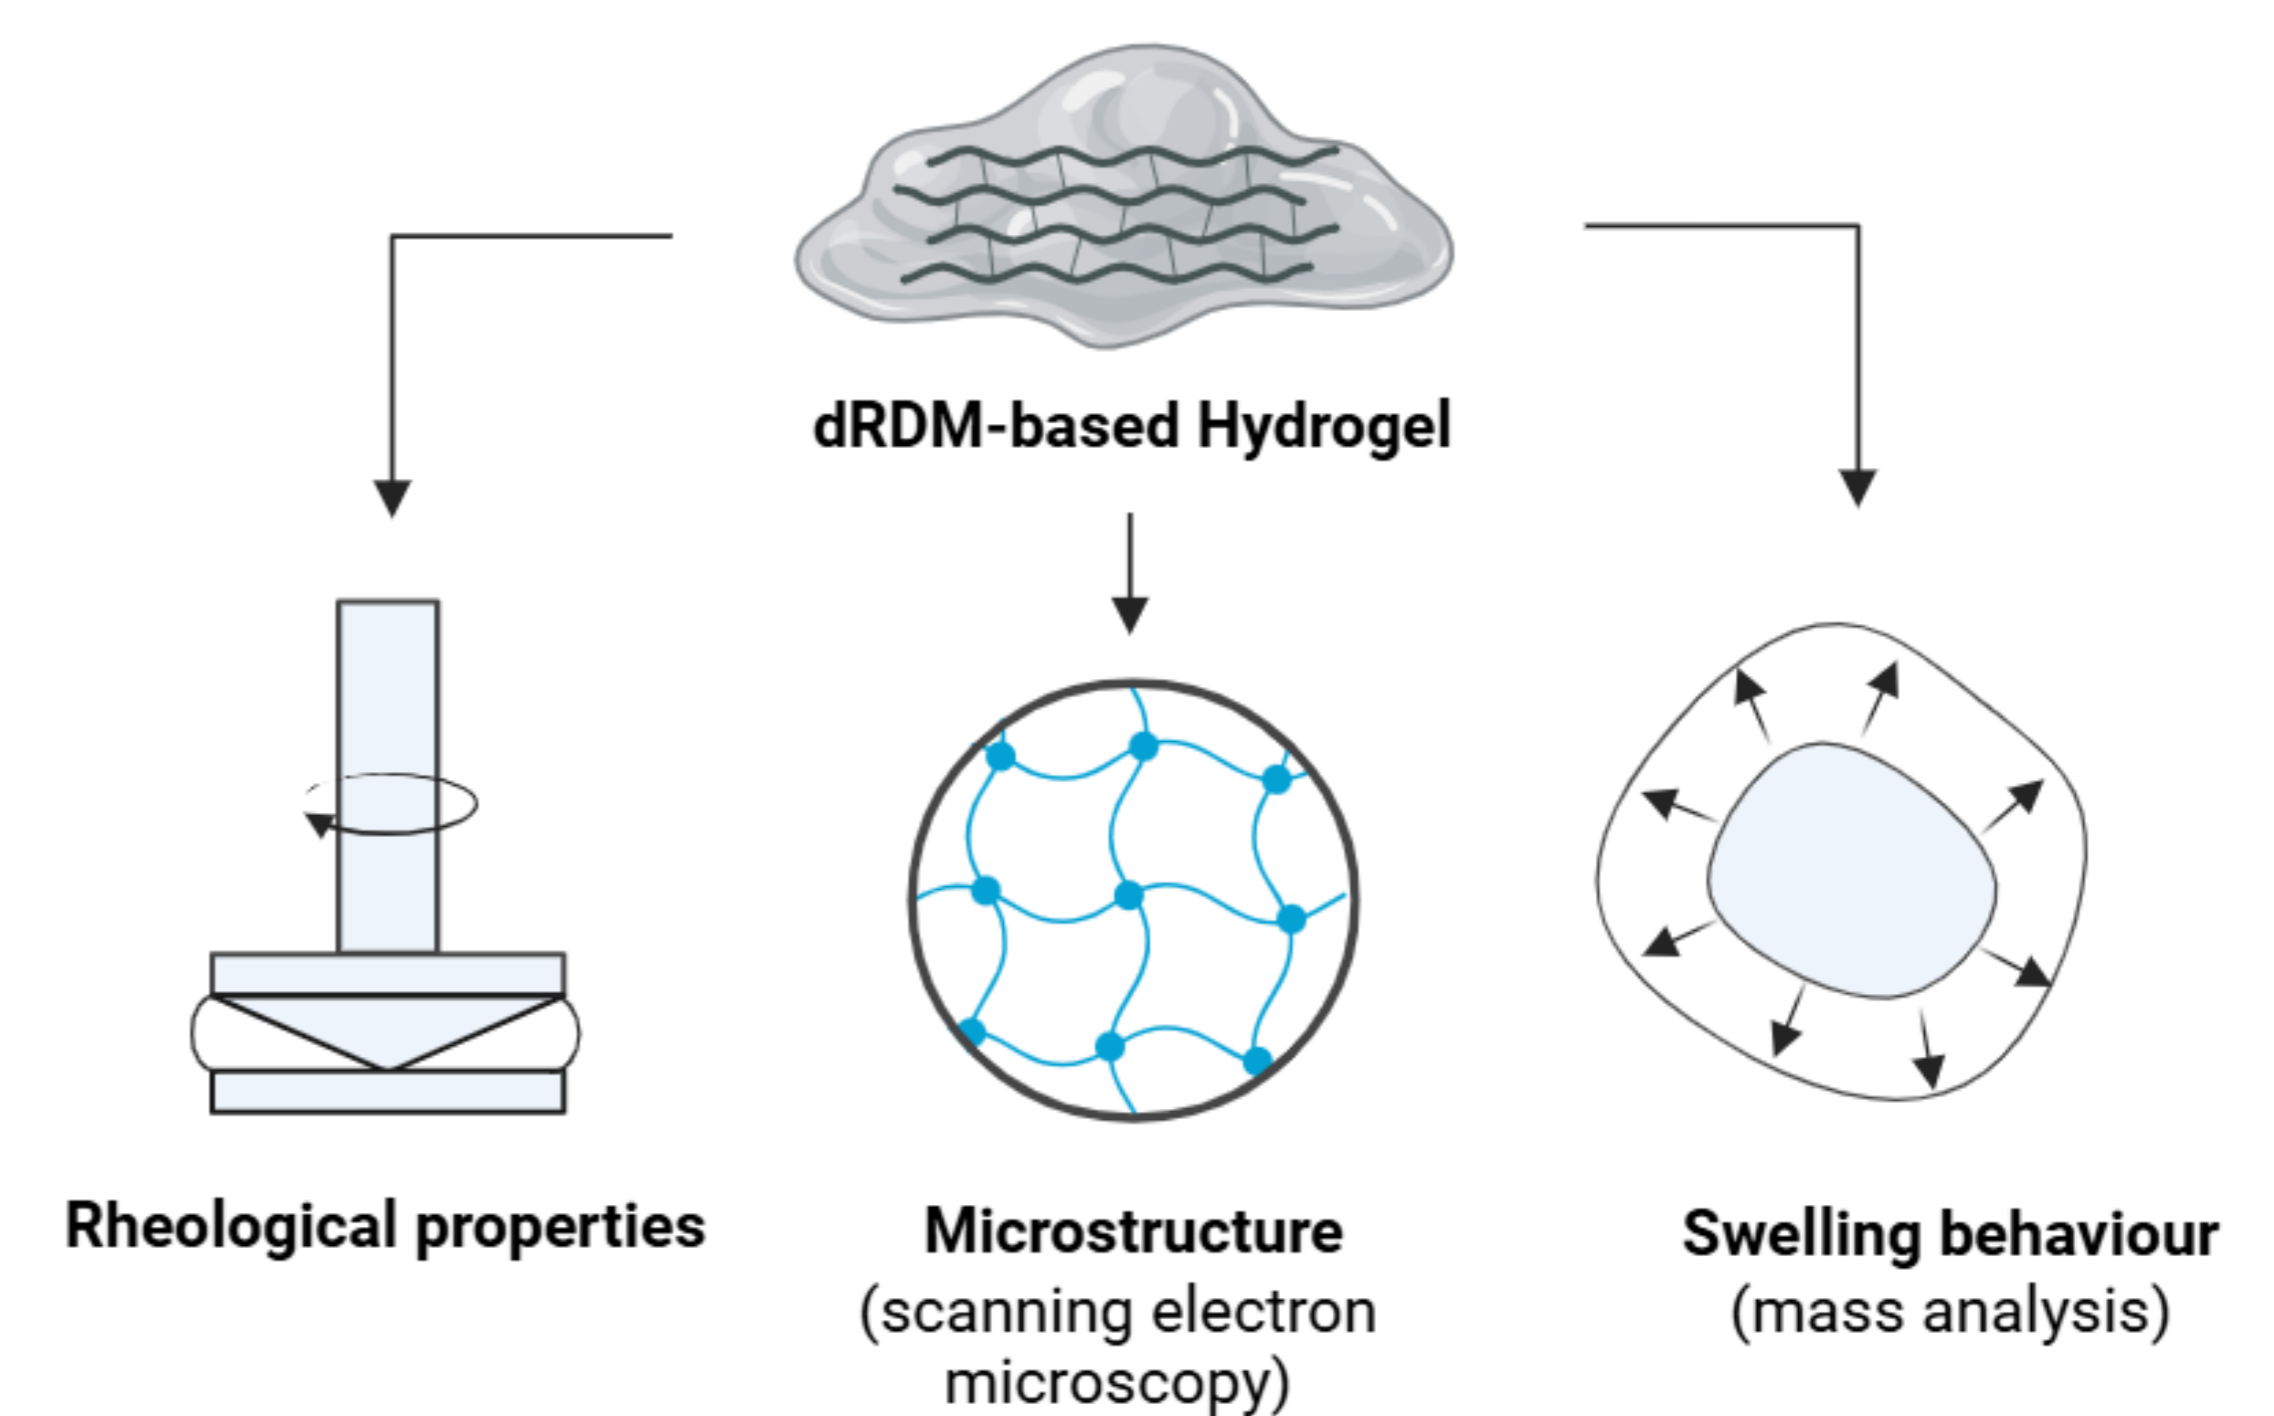 dRDM-based Hydrogel
Rheological properties
Microstructure
(scanning electron
microscopy)
Swelling behaviour
(mass analysis)